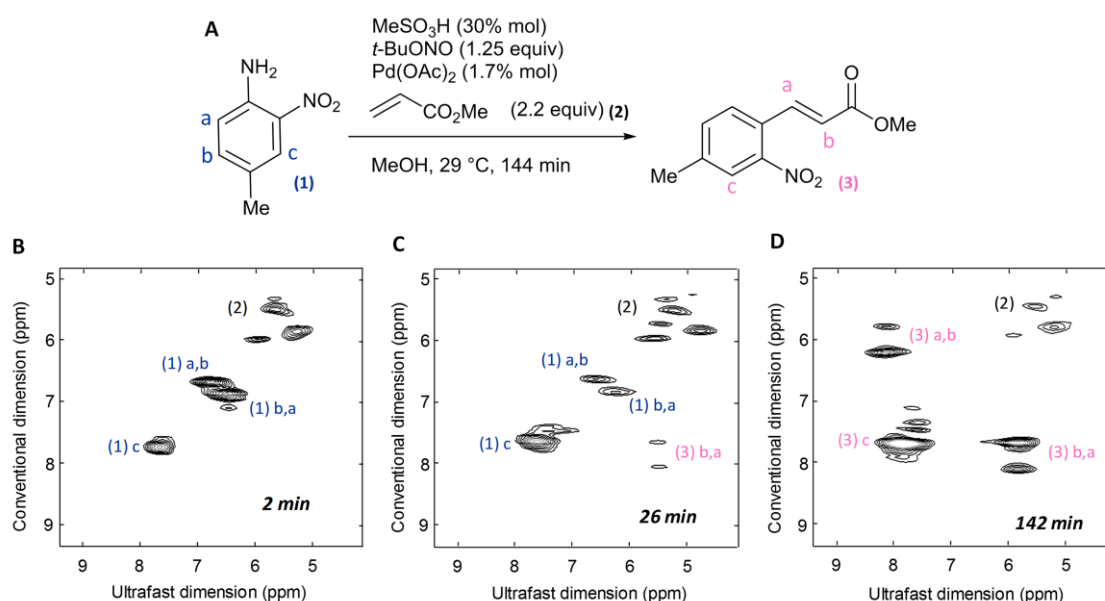 A
MeSO3H (30% mol)
t-BuONO (1.25 equiv)
Pd(OAc)2 (1.7% mol)
CO2Me (2.2 equiv) (2)
MeOH, 29 °C, 144 min
NH2
NO2
a
b
c
(1)
Me
a
O
b
OMe
Me
NO2
c
(3)
B
Conventional dimension (ppm)
5
6
7
8
9
(2)
(1) a,b
(1) b,a
(1) c
2 min
9 8 7 6 5
Ultrafast dimension (ppm)
C
Conventional dimension (ppm)
5
6
7
8
9
(2)
(1) a,b
(1) b,a
(1) c
(3) b,a
26 min
9 8 7 6 5
Ultrafast dimension (ppm)
D
Conventional dimension (ppm)
5
6
7
8
9
(2)
(3) a,b
(3) c
(3) b,a
142 min
9 8 7 6 5
Ultrafast dimension (ppm)